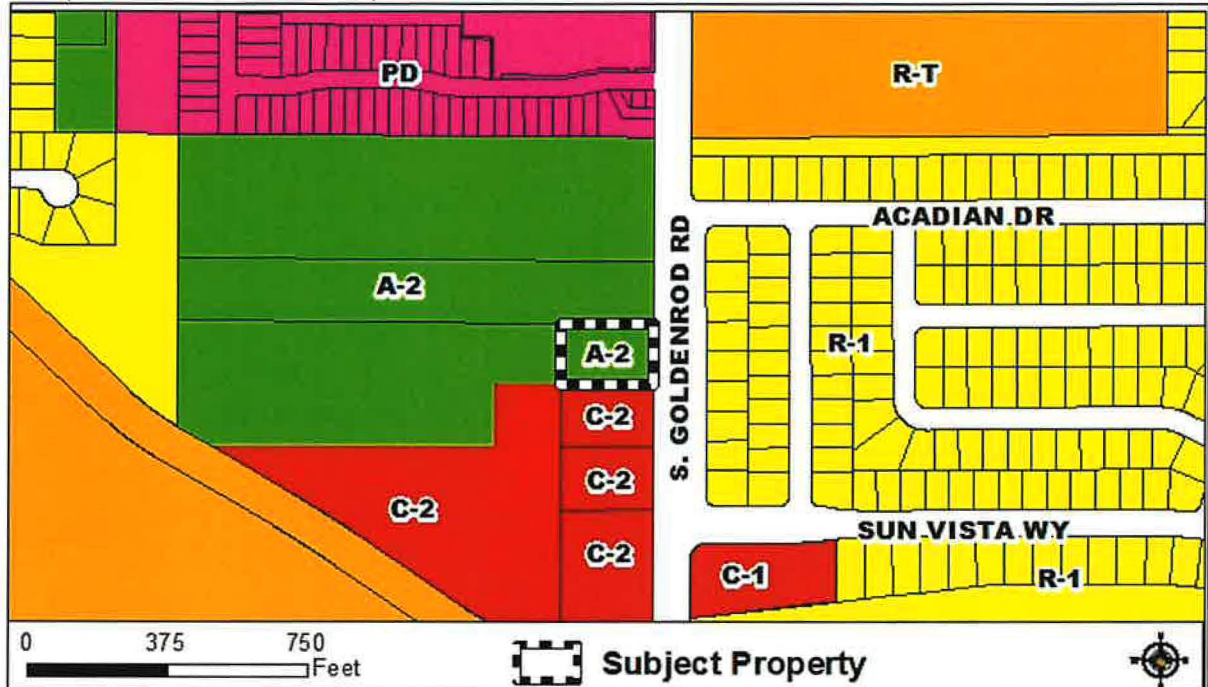 PD
R-T
ACADIAN DR
S. GOLDENROD RD
A-2
A-2
R-1
C-2
C-2
C-2
C-2
SUN VISTA WY
C-1
R-1
0 375 750
Feet
Subject Property